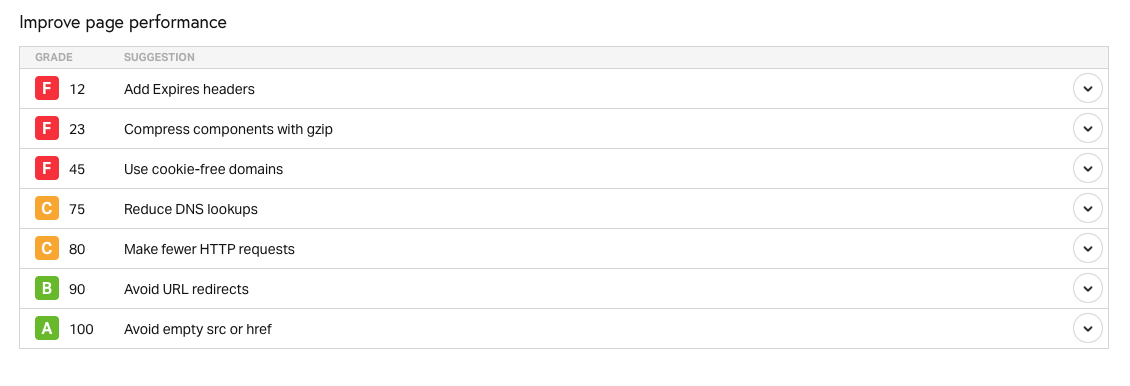 Improve page performance
GRADE SUGGESTION
F 12 Add Expires headers
F 23 Compress components with gzip
F 45 Use cookie-free domains
C 75 Reduce DNS lookups
C 80 Make fewer HTTP requests
B 90 Avoid URL redirects
A 100 Avoid empty src or href